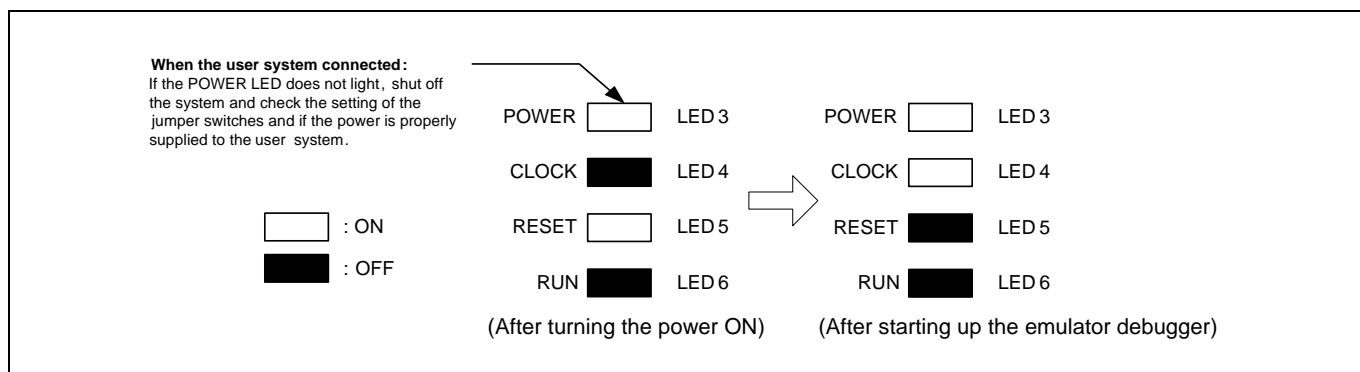 When the user system connected:
If the POWER LED does not light, shut off
the system and check the setting of the
jumper switches and if the power is properly
supplied to the user system.
: ON
: OFF
POWER LED 3
CLOCK LED 4
RESET LED 5
RUN LED 6
(After turning the power ON)
POWER LED 3
CLOCK LED 4
RESET LED 5
RUN LED 6
(After starting up the emulator debugger)